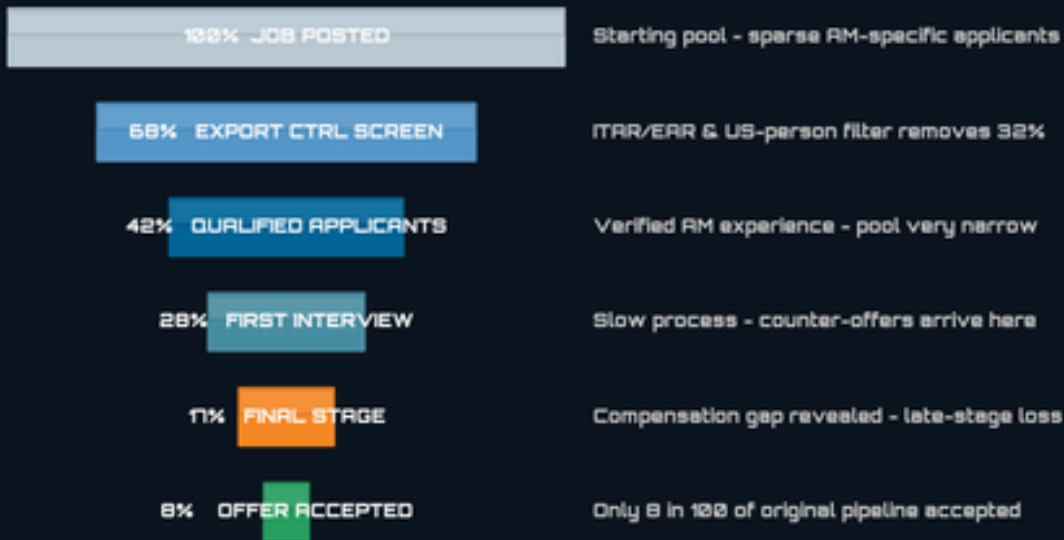 100% JOB POSTED Starting pool - sparse AM-specific applicants
68% EXPORT CTRL SCREEN ITAR/EAR & US-person filter removes 32%
42% QUALIFIED APPLICANTS Verified AM experience - pool very narrow
28% FIRST INTERVIEW Slow process - counter-offers arrive here
17% FINAL STAGE Compensation gap revealed - late-stage loss
8% OFFER ACCEPTED Only 8 in 100 of original pipeline accepted